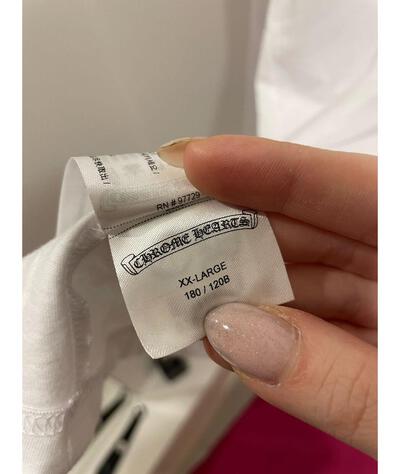 RN # 97729
CHROME HEARTS
XX-LARGE
180 / 120B